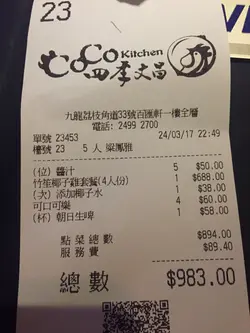 23
CoCo Kitchen
四季文昌
九龍荔枝角道33號百匯軒一樓全層
電話: 2499 2700
單號 23453 24/03/17 22:49
檯號 23 5 人 梁鳳雅
(位) 醬汁 5 $50.00
竹笙椰子雞套餐(4人份) 1 $688.00
(次) 添加椰子水 1 $38.00
可口可樂 4 $60.00
(杯) 朝日生啤 1 $58.00
點菜總數 $894.00
服務費 $89.40
總數 $983.00